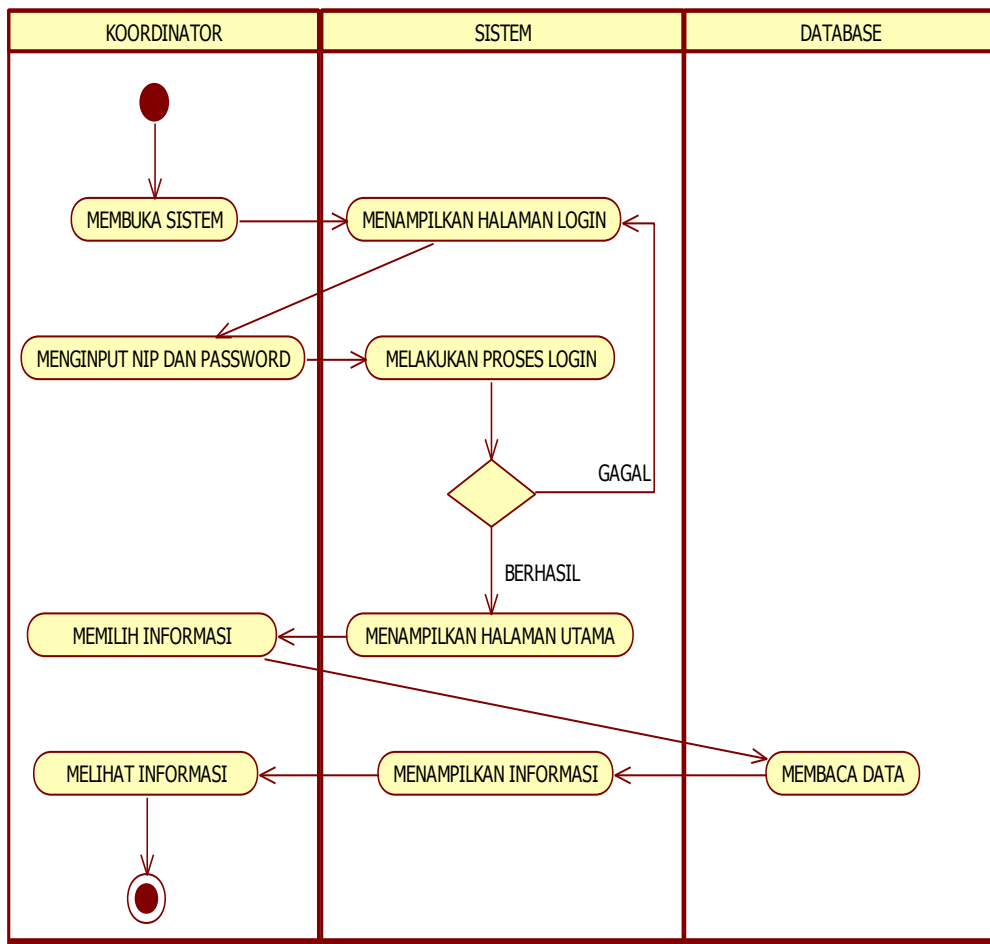 KOORDINATOR
SISTEM
DATABASE
MEMBUKA SISTEM
MENAMPILKAN HALAMAN LOGIN
MENGINPUT NIP DAN PASSWORD
MELAKUKAN PROSES LOGIN
GAGAL
BERHASIL
MEMILIH INFORMASI
MENAMPILKAN HALAMAN UTAMA
MELIHAT INFORMASI
MENAMPILKAN INFORMASI
MEMBACA DATA